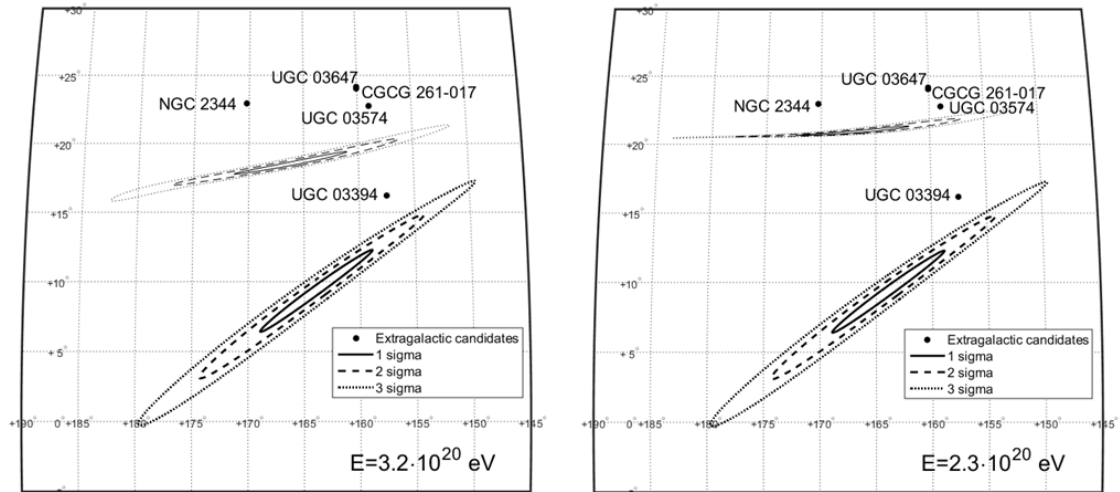 +30°
+25°
UGC 03647
CGCG 261-017
NGC 2344
UGC 03574
+20°
UGC 03394
+15°
+10°
+ 5°
Extragalactic candidates
1 sigma
2 sigma
3 sigma
+190° 0° +185° +180° +175° +170° +165° +160° +155° +150° +145°
E=3.2·10^20 eV
+30°
+25°
UGC 03647
CGCG 261-017
NGC 2344
UGC 03574
+20°
UGC 03394
+15°
+10°
+ 5°
Extragalactic candidates
1 sigma
2 sigma
3 sigma
+190° 0° +185° +180° +175° +170° +165° +160° +155° +150° +145°
E=2.3·10^20 eV